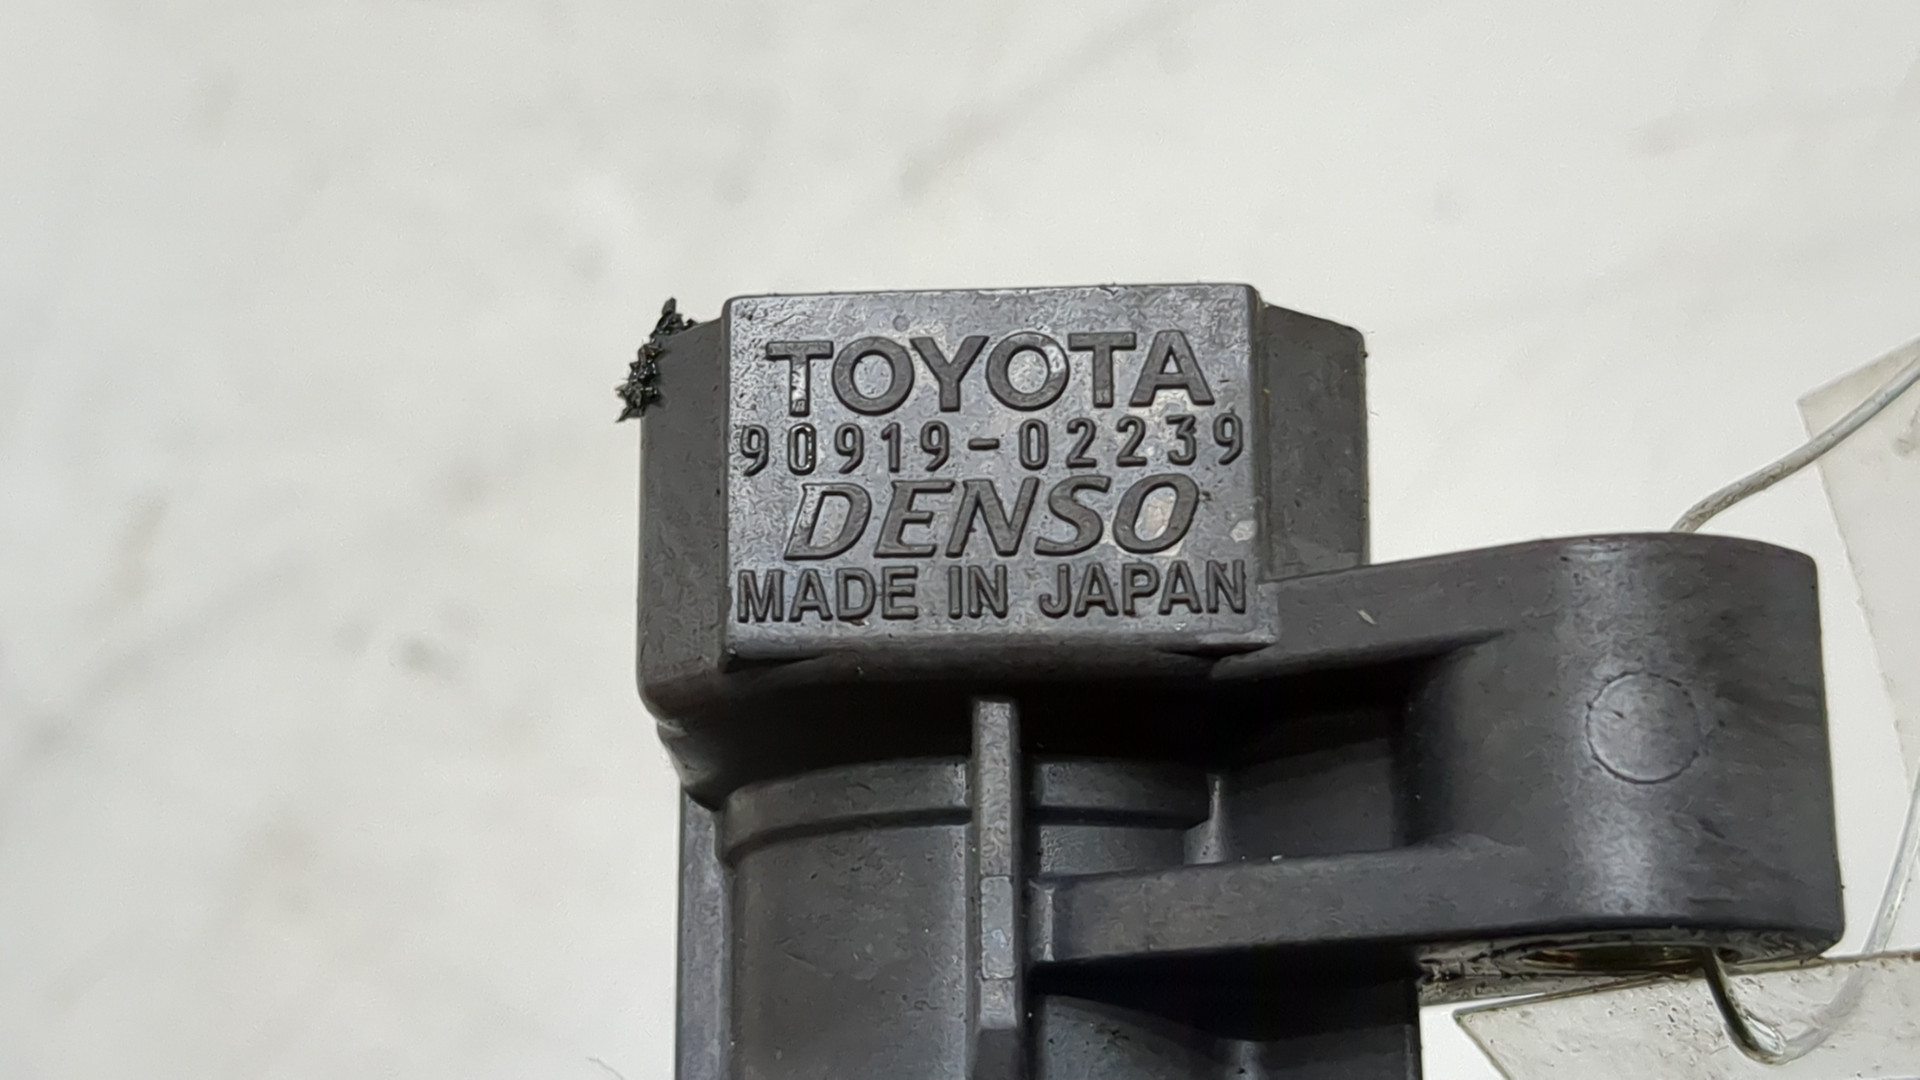 TOYOTA
90919-02239
DENSO
MADE IN JAPAN